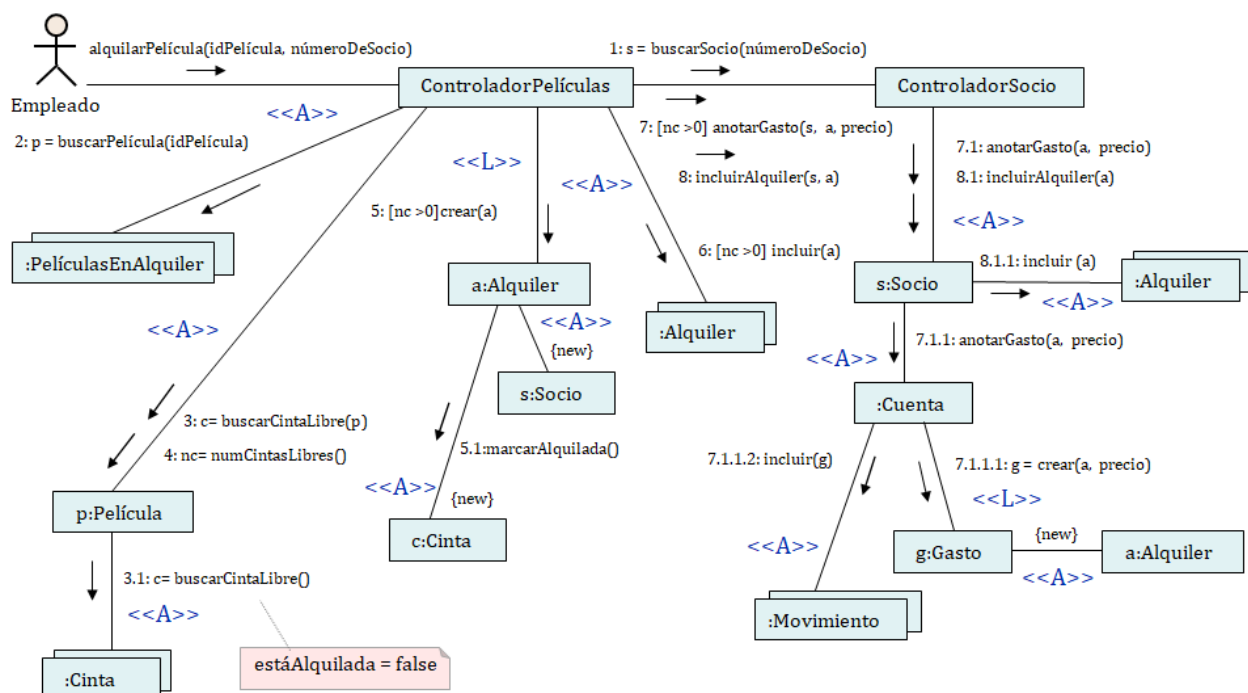 alquilarPelícula(idPelícula, númeroDeSocio)
1: s = buscarSocio(númeroDeSocio)
Empleado
ControladorPelículas
ControladorSocio
<<A>>
2: p = buscarPelícula(idPelícula)
7: [nc >0] anotarGasto(s, a, precio)
<<L>>
<<A>>
8: incluirAlquiler(s, a)
7.1: anotarGasto(a, precio)
8.1: incluirAlquiler(a)
<<A>>
5: [nc >0]crear(a)
6: [nc >0] incluir(a)
:PelículasEnAlquiler
a:Alquiler
s:Socio
8.1.1: incluir (a)
:Alquiler
<<A>>
<<A>>
<<A>>
:Alquiler
{new}
7.1.1: anotarGasto(a, precio)
<<A>>
s:Socio
:Cuenta
3: c= buscarCintaLibre(p)
4: nc= numCintasLibres()
5.1:marcarAlquilada()
7.1.1.2: incluir(g)
7.1.1.1: g = crear(a, precio)
<<A>>
<<L>>
{new}
p:Película
c:Cinta
<<A>>
g:Gasto
{new}
a:Alquiler
<<A>>
3.1: c= buscarCintaLibre()
<<A>>
:Movimiento
estáAlquilada = false
:Cinta